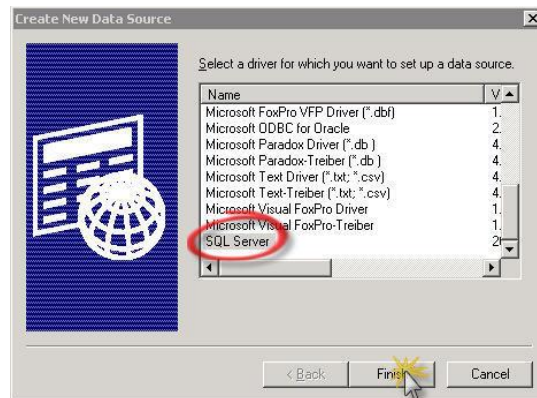 Create New Data Source
Select a driver for which you want to set up a data source.
Name V
Microsoft FoxPro VFP Driver (*.dbf) 1.
Microsoft ODBC for Oracle 2.
Microsoft Paradox Driver (*.db ) 4.
Microsoft Paradox-Treiber (*.db ) 4.
Microsoft Text Driver (*.txt; *.csv) 4.
Microsoft Text-Treiber (*.txt; *.csv) 4.
Microsoft Visual FoxPro Driver 1.
Microsoft Visual FoxPro-Treiber 1.
SQL Server 20
< Back Finish Cancel